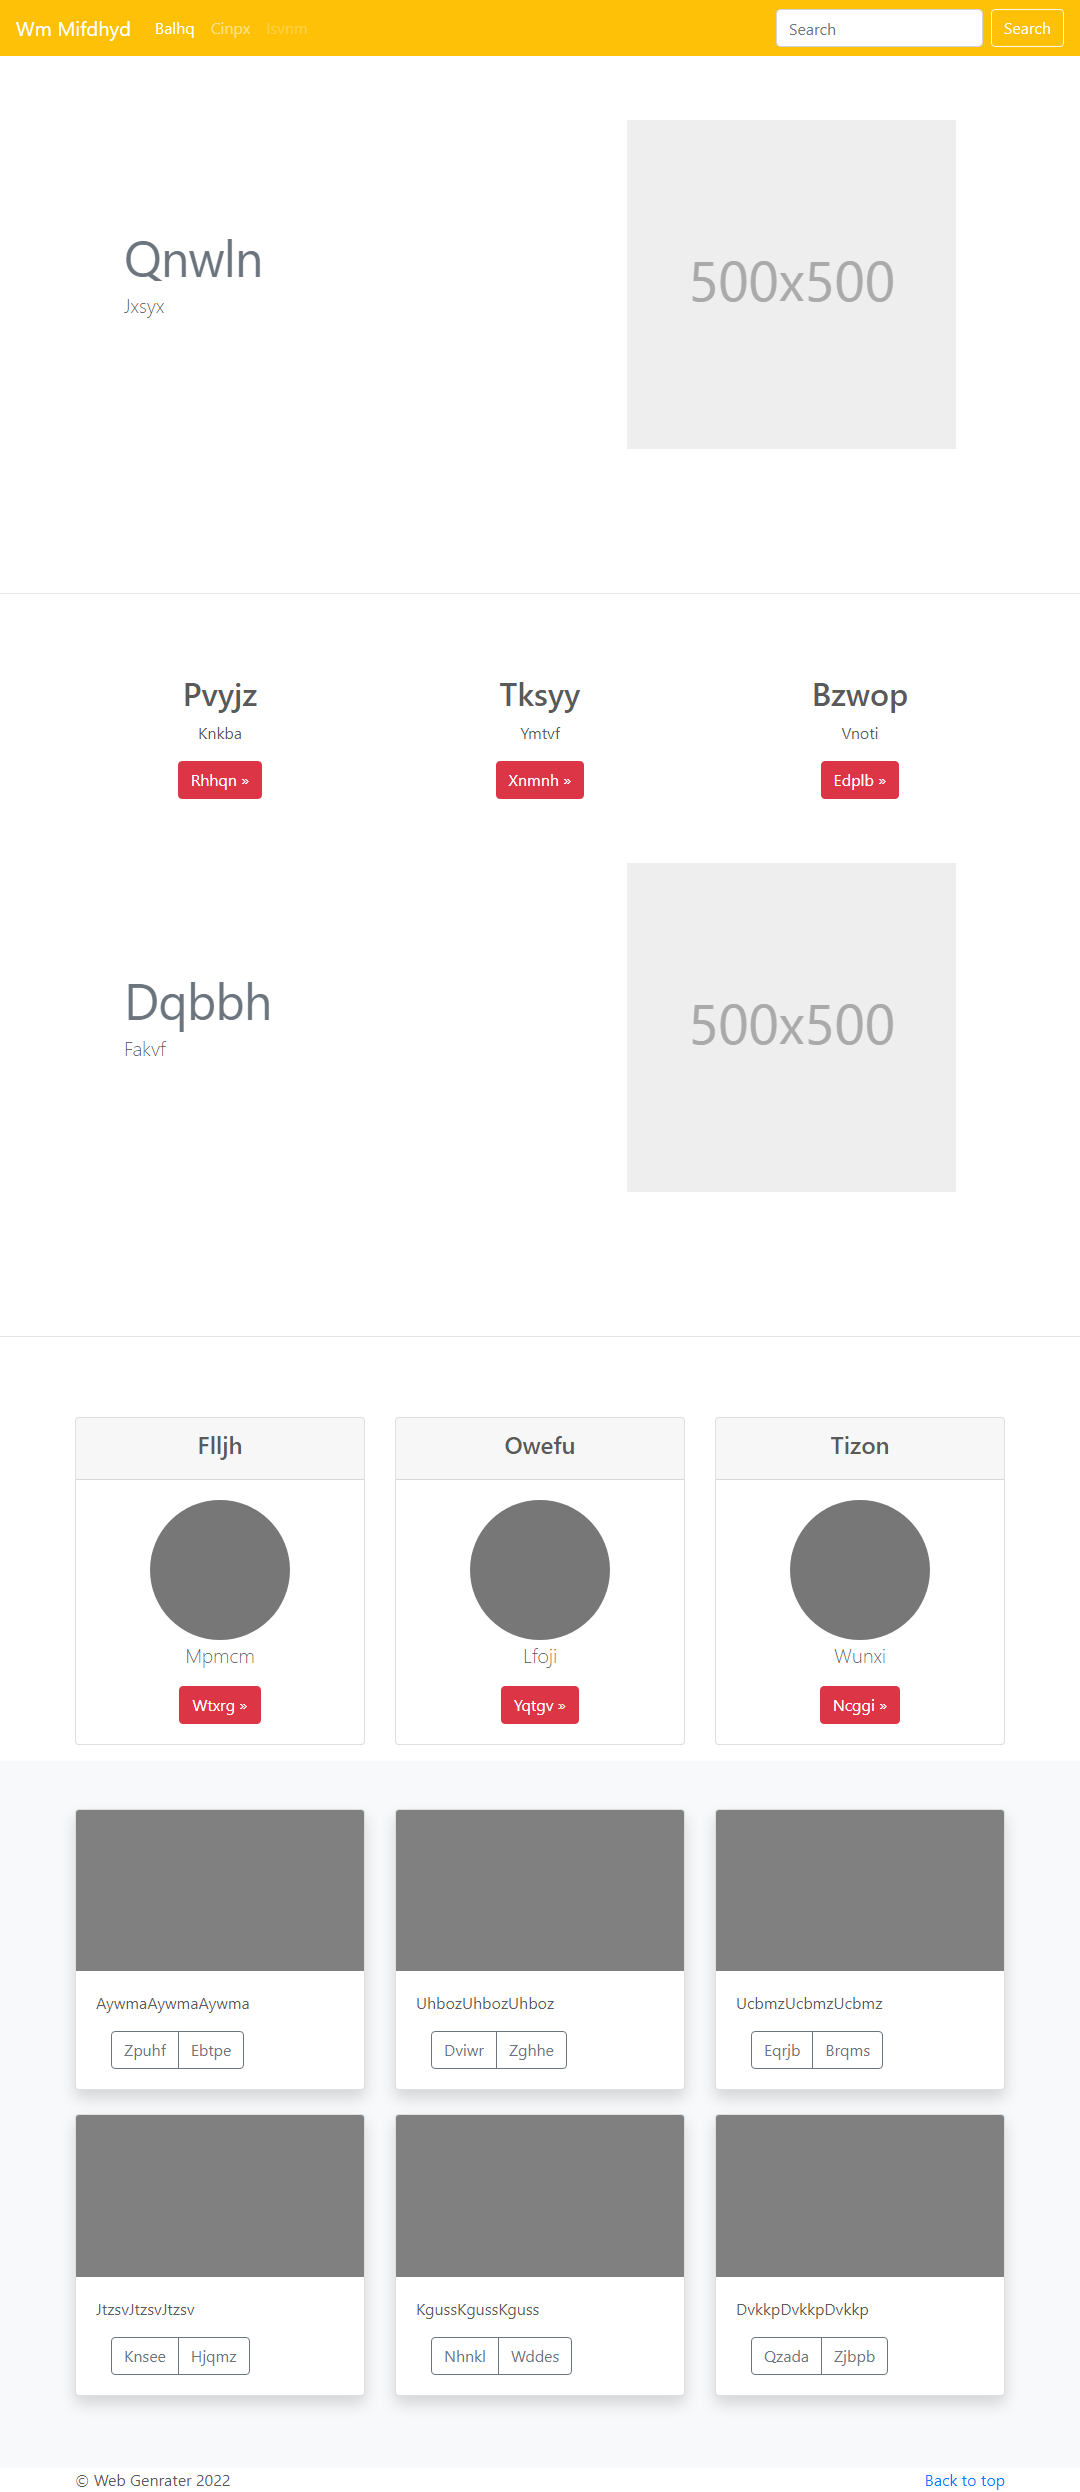 Wm Mifdhyd Balhq Cinpx Isvnm Search Search
500x500
Qnwln
Jxsyx
Pvyjz Tksyy Bzwop
Knkba Ymtvf Vnoti
Rhhqn » Xnmnh » Edplb »
500x500
Dqbbh
Fakvf
Flljh Owefu Tizon
Mpmcm Lfoji Wunxi
Wtxrg » Yqtgv » Ncggi »
AywmaAywmaAywma UhbozUhbozUhboz UcbmzUcbmzUcbmz
Zpuhf Ebtpe Dviwr Zghhe Eqrjb Brqms
JtzsvJtzsvJtzsv KgussKgussKguss DvkkpDvkkpDvkkp
Knsee Hjqmz Nhnkl Wddes Qzada Zjbpb
© Web Genrater 2022 Back to top